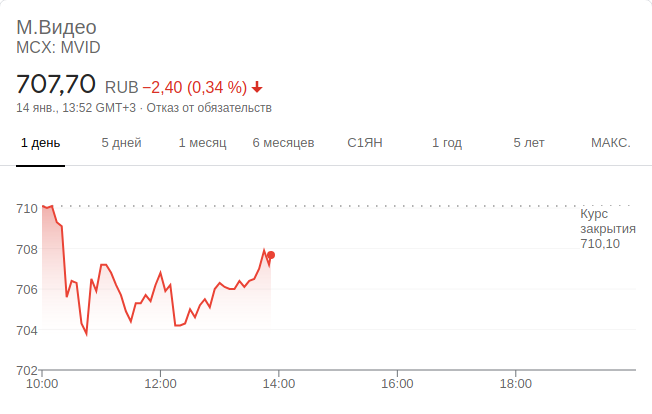 М.Видео
MCX: MVID
707,70 RUB −2,40 (0,34 %)
14 янв., 13:52 GMT+3 · Отказ от обязательств
1 день 5 дней 1 месяц 6 месяцев С1ЯН 1 год 5 лет МАКС.
710
Курс
закрытия
710,10
708
706
704
702
10:00 12:00 14:00 16:00 18:00